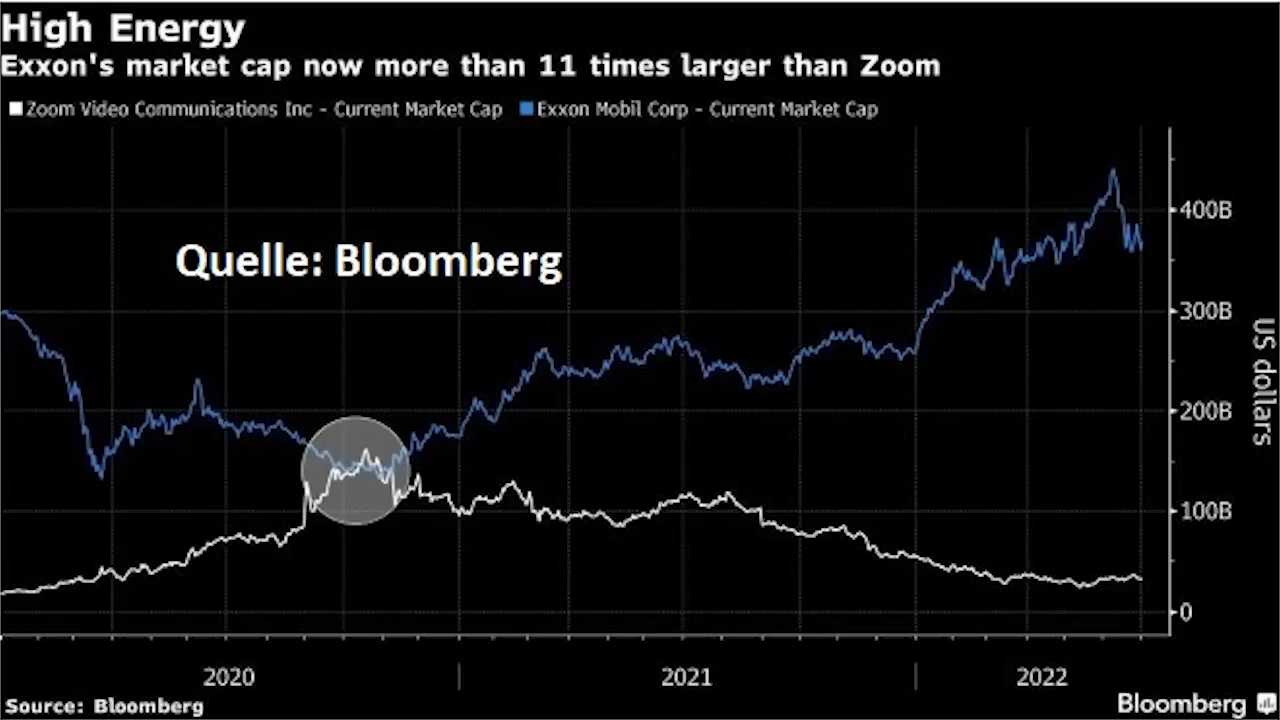 High Energy
Exxon's market cap now more than 11 times larger than Zoom
Zoom Video Communications Inc - Current Market Cap Exxon Mobil Corp - Current Market Cap
Quelle: Bloomberg
400B
300B
200B
100B
0
US dollars
2020 2021 2022
Source: Bloomberg
Bloomberg